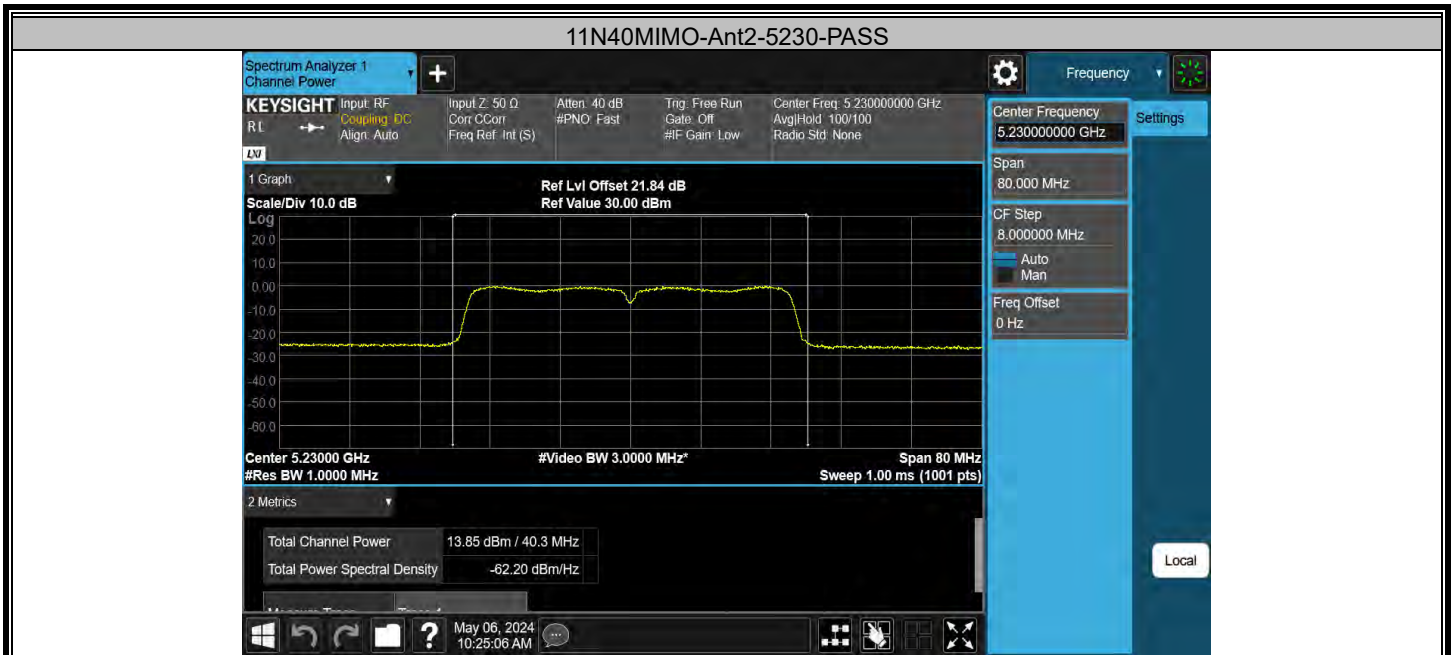 11N40MIMO-Ant2-5230-PASS
Spectrum Analyzer 1
Channel Power
+
Frequency
KEYSIGHT
RL
LXI
Input: RF
Coupling: DC
Align: Auto
Input Z: 50 Ω
Corr CCorr
Freq Ref: Int (S)
Atten: 40 dB
#PNO: Fast
Trig: Free Run
Gate: Off
#IF Gain: Low
Center Freq: 5.230000000 GHz
Avg|Hold: 100/100
Radio Std: None
Center Frequency
5.230000000 GHz
Settings
Span
80.000 MHz
CF Step
8.000000 MHz
Auto
Man
Freq Offset
0 Hz
1 Graph
Scale/Div 10.0 dB
Ref Lvl Offset 21.84 dB
Ref Value 30.00 dBm
Log
20.0
10.0
0.00
-10.0
-20.0
-30.0
-40.0
-50.0
-60.0
Center 5.23000 GHz
#Video BW 3.0000 MHz*
Span 80 MHz
#Res BW 1.0000 MHz
Sweep 1.00 ms (1001 pts)
2 Metrics
Total Channel Power 13.85 dBm / 40.3 MHz
Total Power Spectral Density -62.20 dBm/Hz
Local
?
May 06, 2024
10:25:06 AM